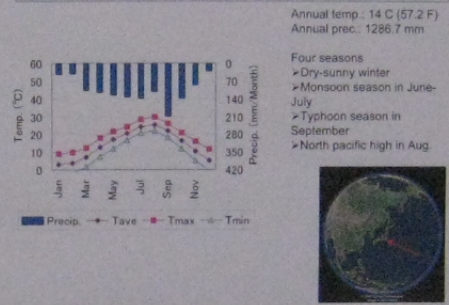 Annual temp.: 14 C (57.2 F)
Annual prec.: 1286.7 mm
Four seasons
➢Dry-sunny winter
➢Monsoon season in June-
July
➢Typhoon season in
September
➢North pacific high in Aug.
Temp. (℃)
60
50
40
30
20
10
0
0
70
140
210
280
350
420
Precip. (mm/Month)
Jan
Mar
May
Jul
Sep
Nov
Precip.
Tave
Tmax
Tmin